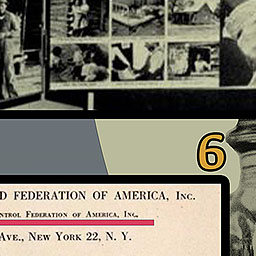 6
D FEDERATION OF AMERICA, INC.
NTROL FEDERATION OF AMERICA, INC.
AVE., NEW YORK 22, N. Y.